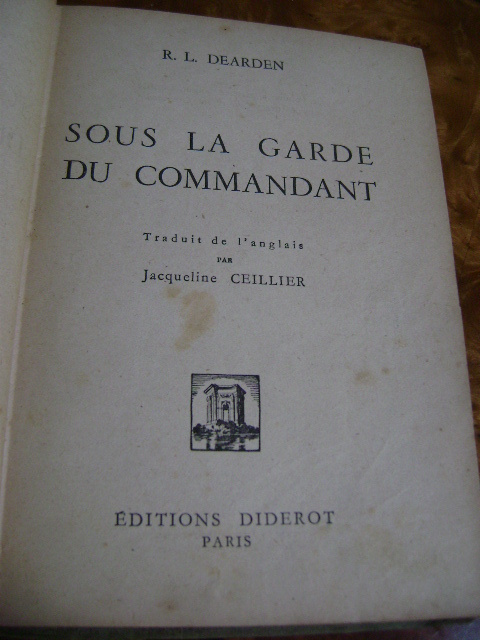 R. L. DEARDEN
SOUS LA GARDE
DU COMMANDANT
Traduit de l'anglais
PAR
Jacqueline CEILLIER
ÉDITIONS DIDEROT
PARIS